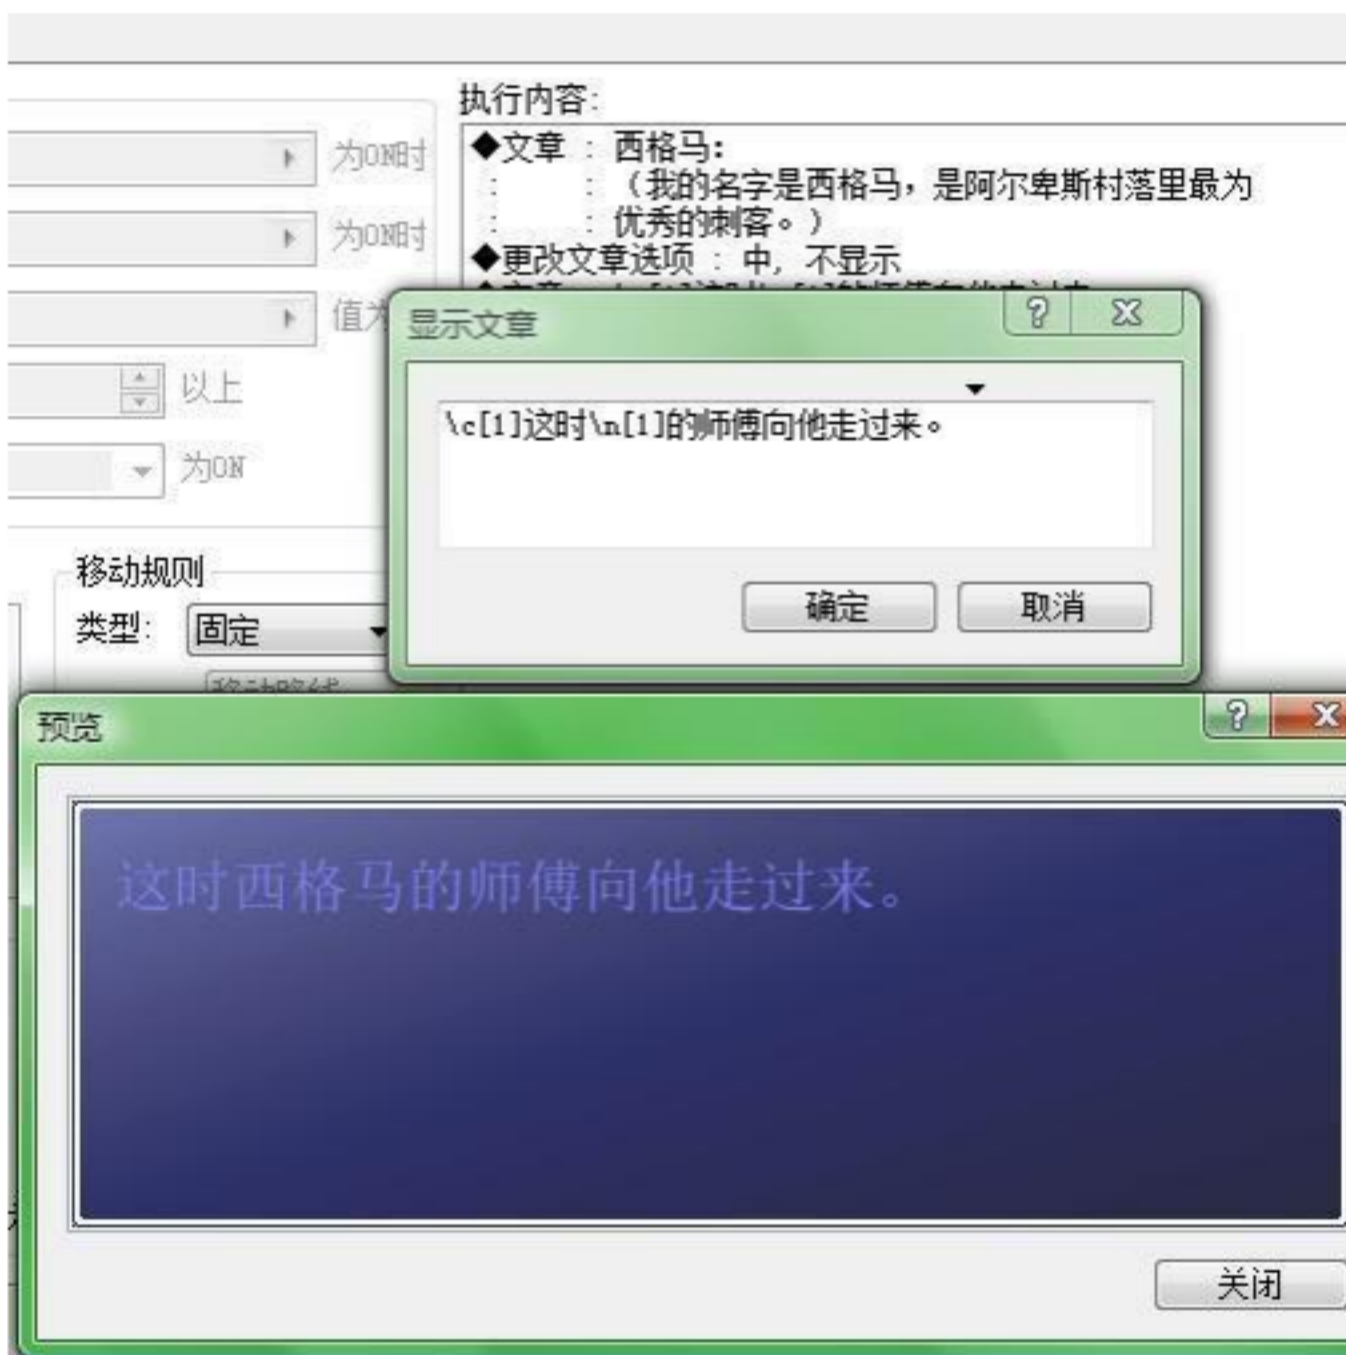 执行内容:
◆文章 : 西格马:
: : (我的名字是西格马,是阿尔卑斯村落里最为
: : 优秀的刺客。)
◆更改文章选项 : 中, 不显示
为ON时
为ON时
以上
为ON
显示文章
\c[1]这时\n[1]的师傅向他走过来。
确定 取消
移动规则
类型: 固定
预览
这时西格马的师傅向他走过来。
关闭